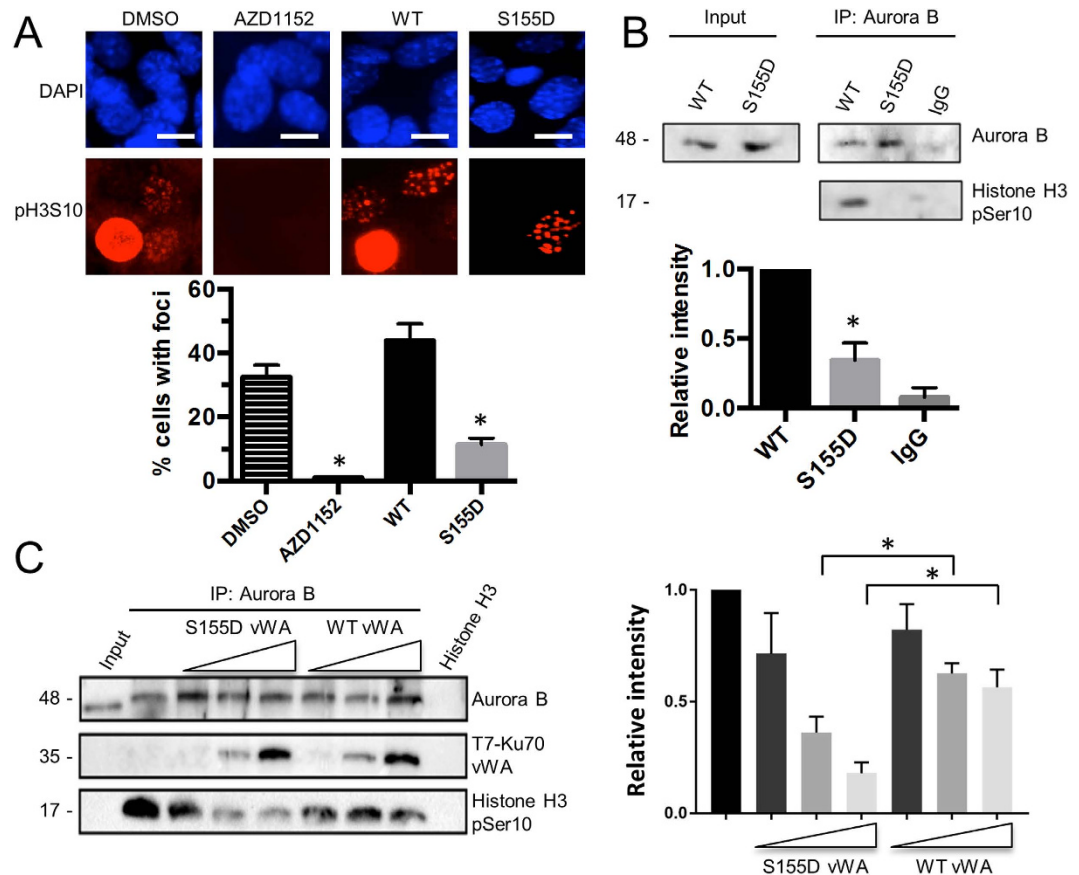 A
DMSO
AZD1152
WT
S155D
DAPI
pH3S10
% cells with foci
60
40
20
0
*
*
DMSO
AZD1152
WT
S155D
B
Input
IP: Aurora B
WT
S155D
WT
S155D
IgG
48 -
Aurora B
17 -
Histone H3
pSer10
Relative intensity
1.0
0.5
0.0
*
WT
S155D
IgG
C
IP: Aurora B
Input
S155D vWA
WT vWA
Histone H3
48 -
Aurora B
35 -
T7-Ku70
vWA
17 -
Histone H3
pSer10
Relative intensity
1.0
0.5
0.0
*
*
S155D vWA
WT vWA